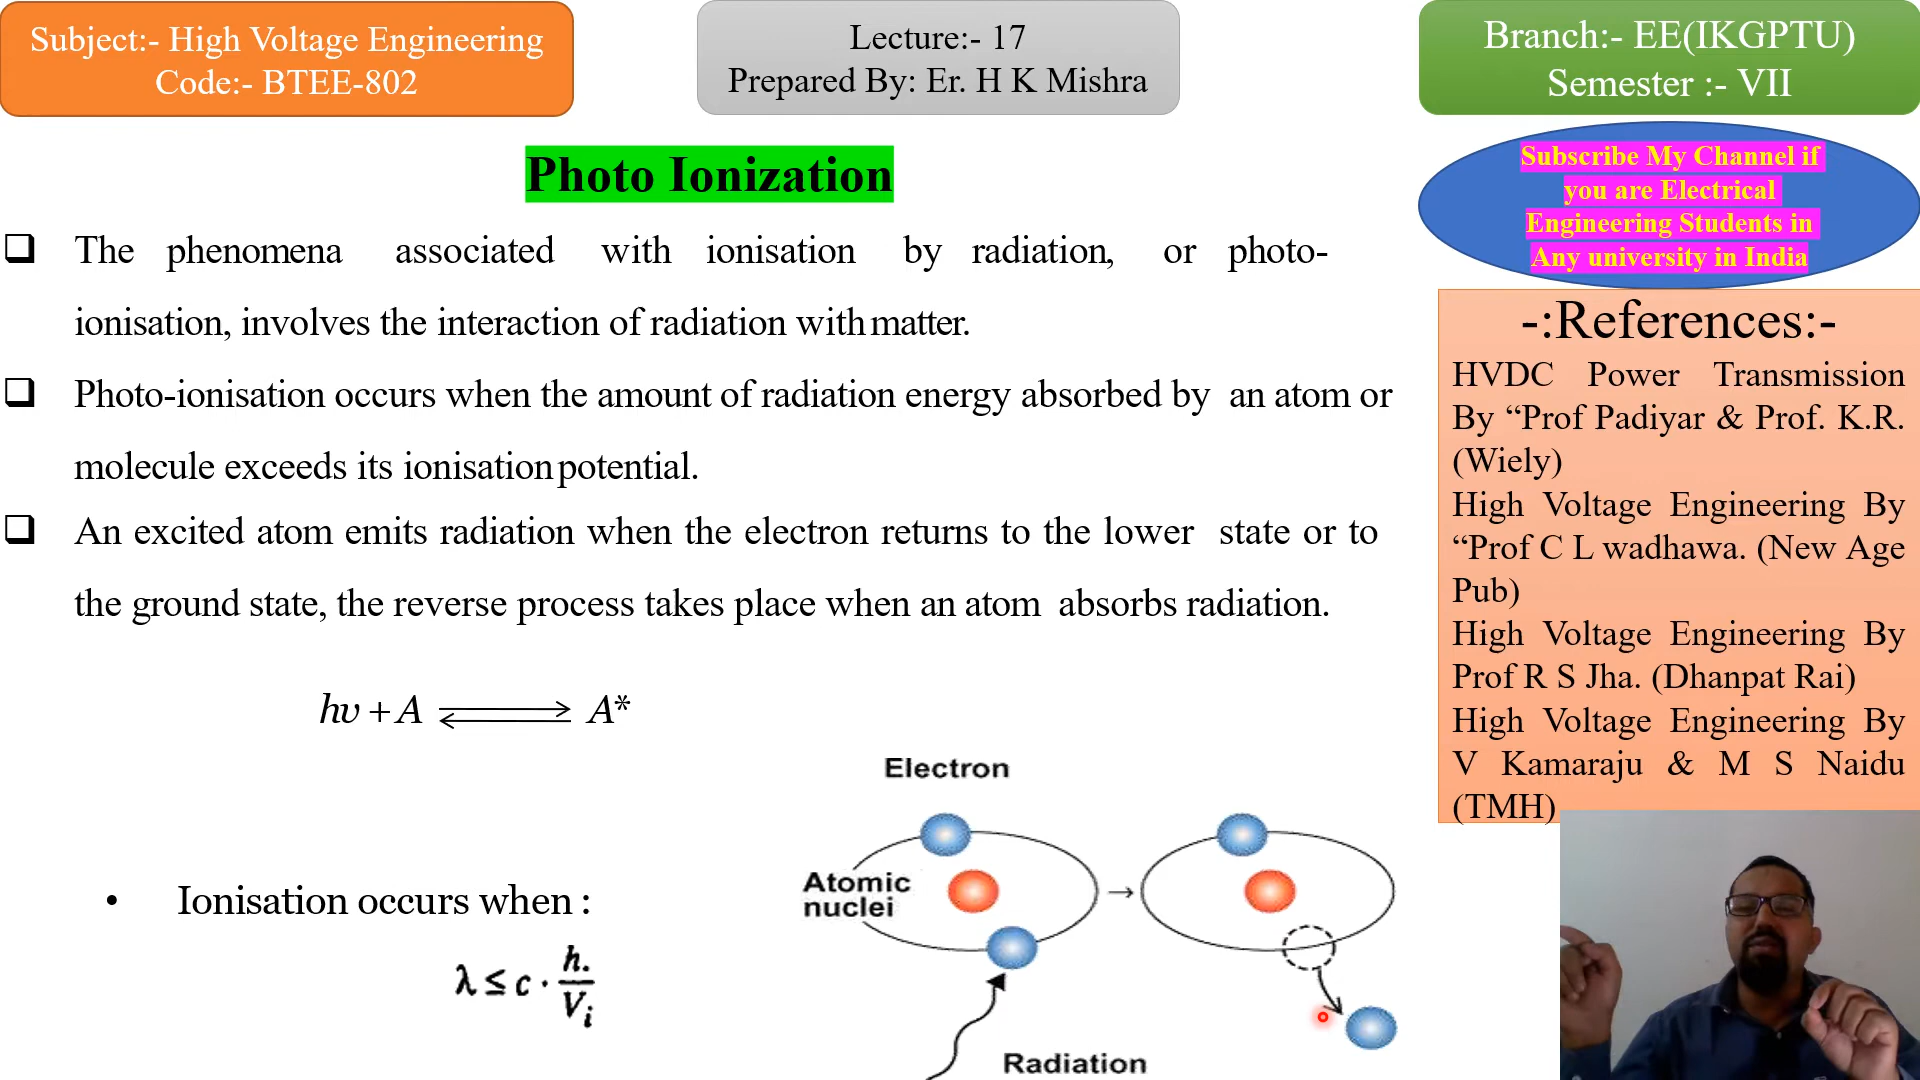 Subject:- High Voltage Engineering
Code:- BTEE-802
Lecture:- 17
Prepared By: Er. H K Mishra
Branch:- EE(IKGPTU)
Semester :- VII
Subscribe My Channel if
you are Electrical
Engineering Students in
Any university in India
Photo Ionization
The phenomena associated with ionisation by radiation, or photo-
ionisation, involves the interaction of radiation with matter.
Photo-ionisation occurs when the amount of radiation energy absorbed by an atom or
molecule exceeds its ionisation potential.
An excited atom emits radiation when the electron returns to the lower state or to
the ground state, the reverse process takes place when an atom absorbs radiation.
hυ + A ⇌ A*
• Ionisation occurs when :
λ ≤ c · h. / Vi
Electron
Atomic
nuclei
→
Radiation
-:References:-
HVDC Power Transmission
By “Prof Padiyar & Prof. K.R.
(Wiely)
High Voltage Engineering By
“Prof C L wadhawa. (New Age
Pub)
High Voltage Engineering By
Prof R S Jha. (Dhanpat Rai)
High Voltage Engineering By
V Kamaraju & M S Naidu
(TMH)